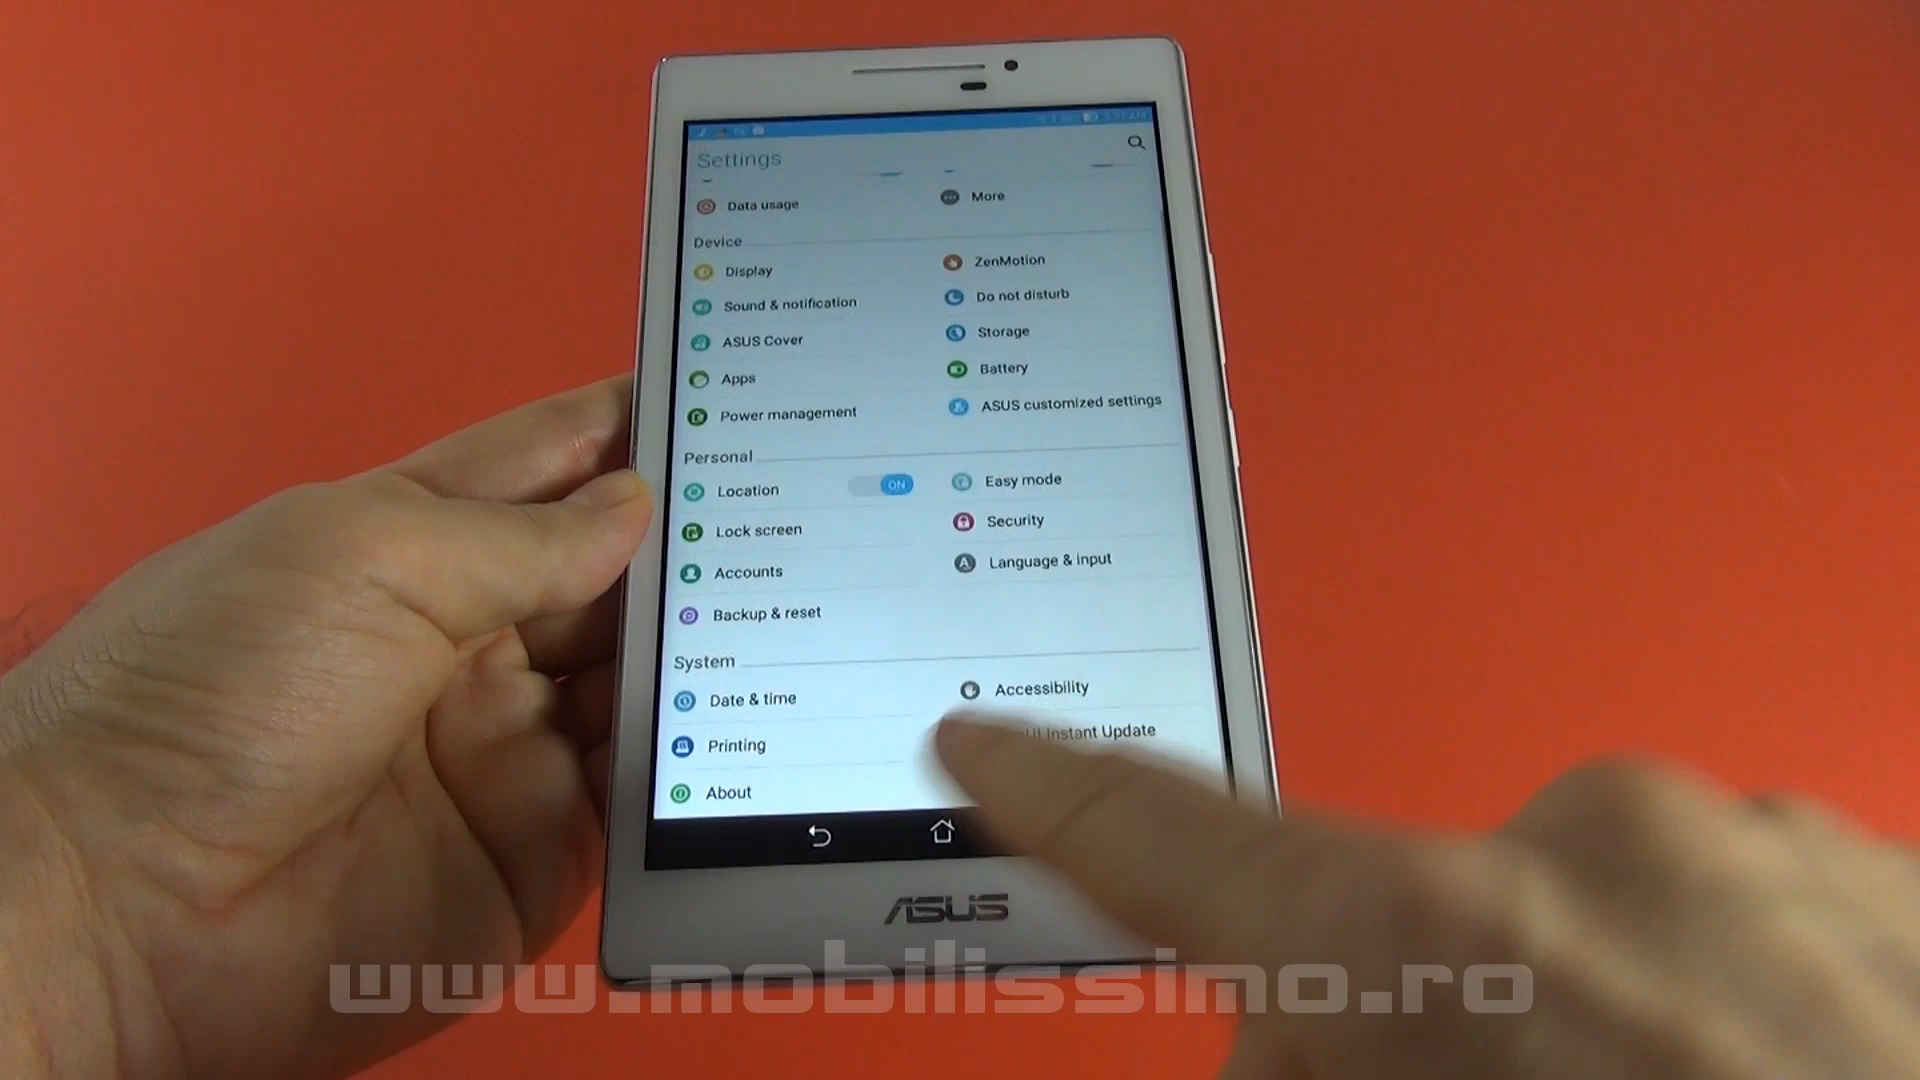 Settings
Data usage
More
Device
Display
ZenMotion
Sound & notification
Do not disturb
ASUS Cover
Storage
Apps
Battery
Power management
ASUS customized settings
Personal
Location ON
Easy mode
Lock screen
Security
Accounts
Language & input
Backup & reset
System
Date & time
Accessibility
Printing
Instant Update
About
ASUS
www.mobilissimo.ro